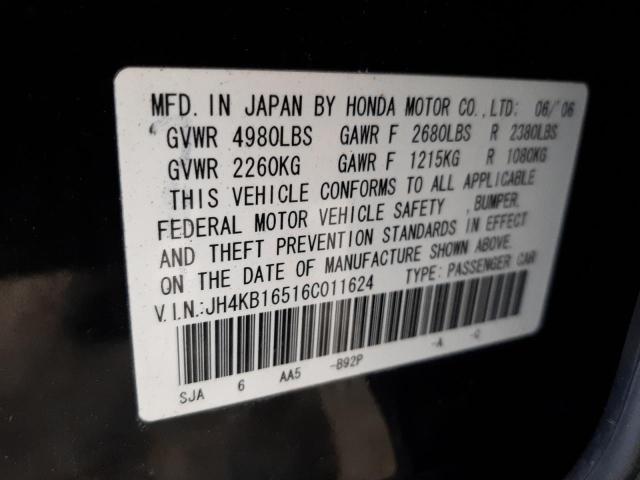 MFD. IN JAPAN BY HONDA MOTOR CO., LTD: 06/'06
GVWR 4980LBS GAWR F 2680LBS R 2380LBS
GVWR 2260KG GAWR F 1215KG R 1080KG
THIS VEHICLE CONFORMS TO ALL APPLICABLE
FEDERAL MOTOR VEHICLE SAFETY , BUMPER,
AND THEFT PREVENTION STANDARDS IN EFFECT
ON THE DATE OF MANUFACTURE SHOWN ABOVE.
V.I.N.:JH4KB16516C011624 TYPE: PASSENGER CAR
SJA 6 AA5 -B92P -A -Q